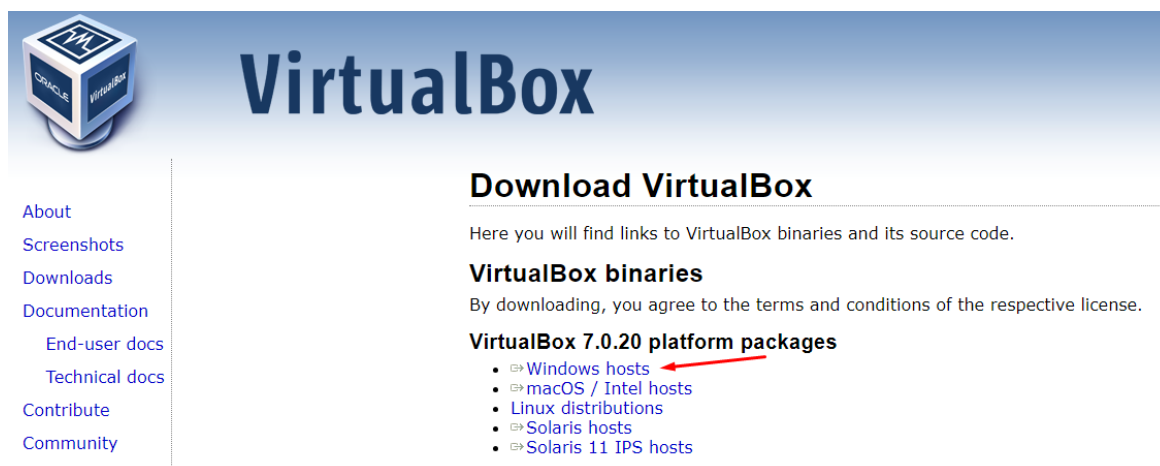 ORACLE
VirtualBox
VirtualBox
Download VirtualBox
About
Here you will find links to VirtualBox binaries and its source code.
Screenshots
Downloads
VirtualBox binaries
Documentation
By downloading, you agree to the terms and conditions of the respective license.
End-user docs
VirtualBox 7.0.20 platform packages
Windows hosts
Technical docs
macOS / Intel hosts
Contribute
Linux distributions
Solaris hosts
Community
Solaris 11 IPS hosts